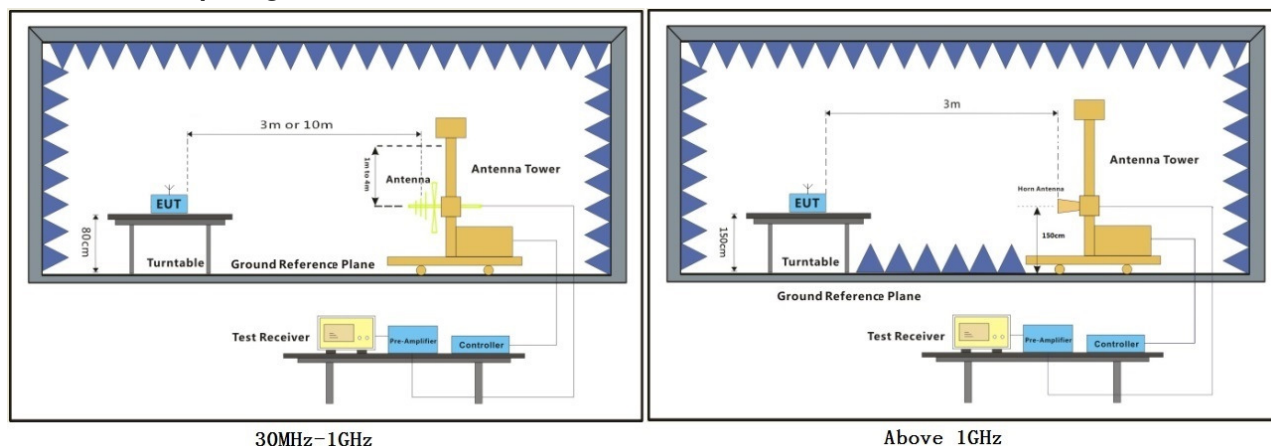 3m or 10m
1m to 4m
Antenna
Antenna Tower
EUT
80cm
Turntable
Ground Reference Plane
Test Receiver
Pre-Amplifier
Controller
30MHz-1GHz
3m
Antenna Tower
Horn Antenna
EUT
150cm
150cm
Turntable
Ground Reference Plane
Test Receiver
Pre-Amplifier
Controller
Above 1GHz